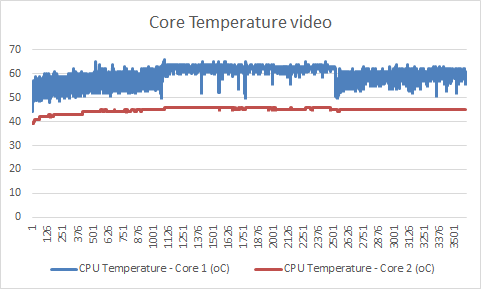 Core Temperature video
70
60
50
40
30
20
10
0
1 126 251 376 501 626 751 876 1001 1126 1251 1376 1501 1626 1751 1876 2001 2126 2251 2376 2501 2626 2751 2876 3001 3126 3251 3376 3501
CPU Temperature - Core 1 (oC) CPU Temperature - Core 2 (oC)